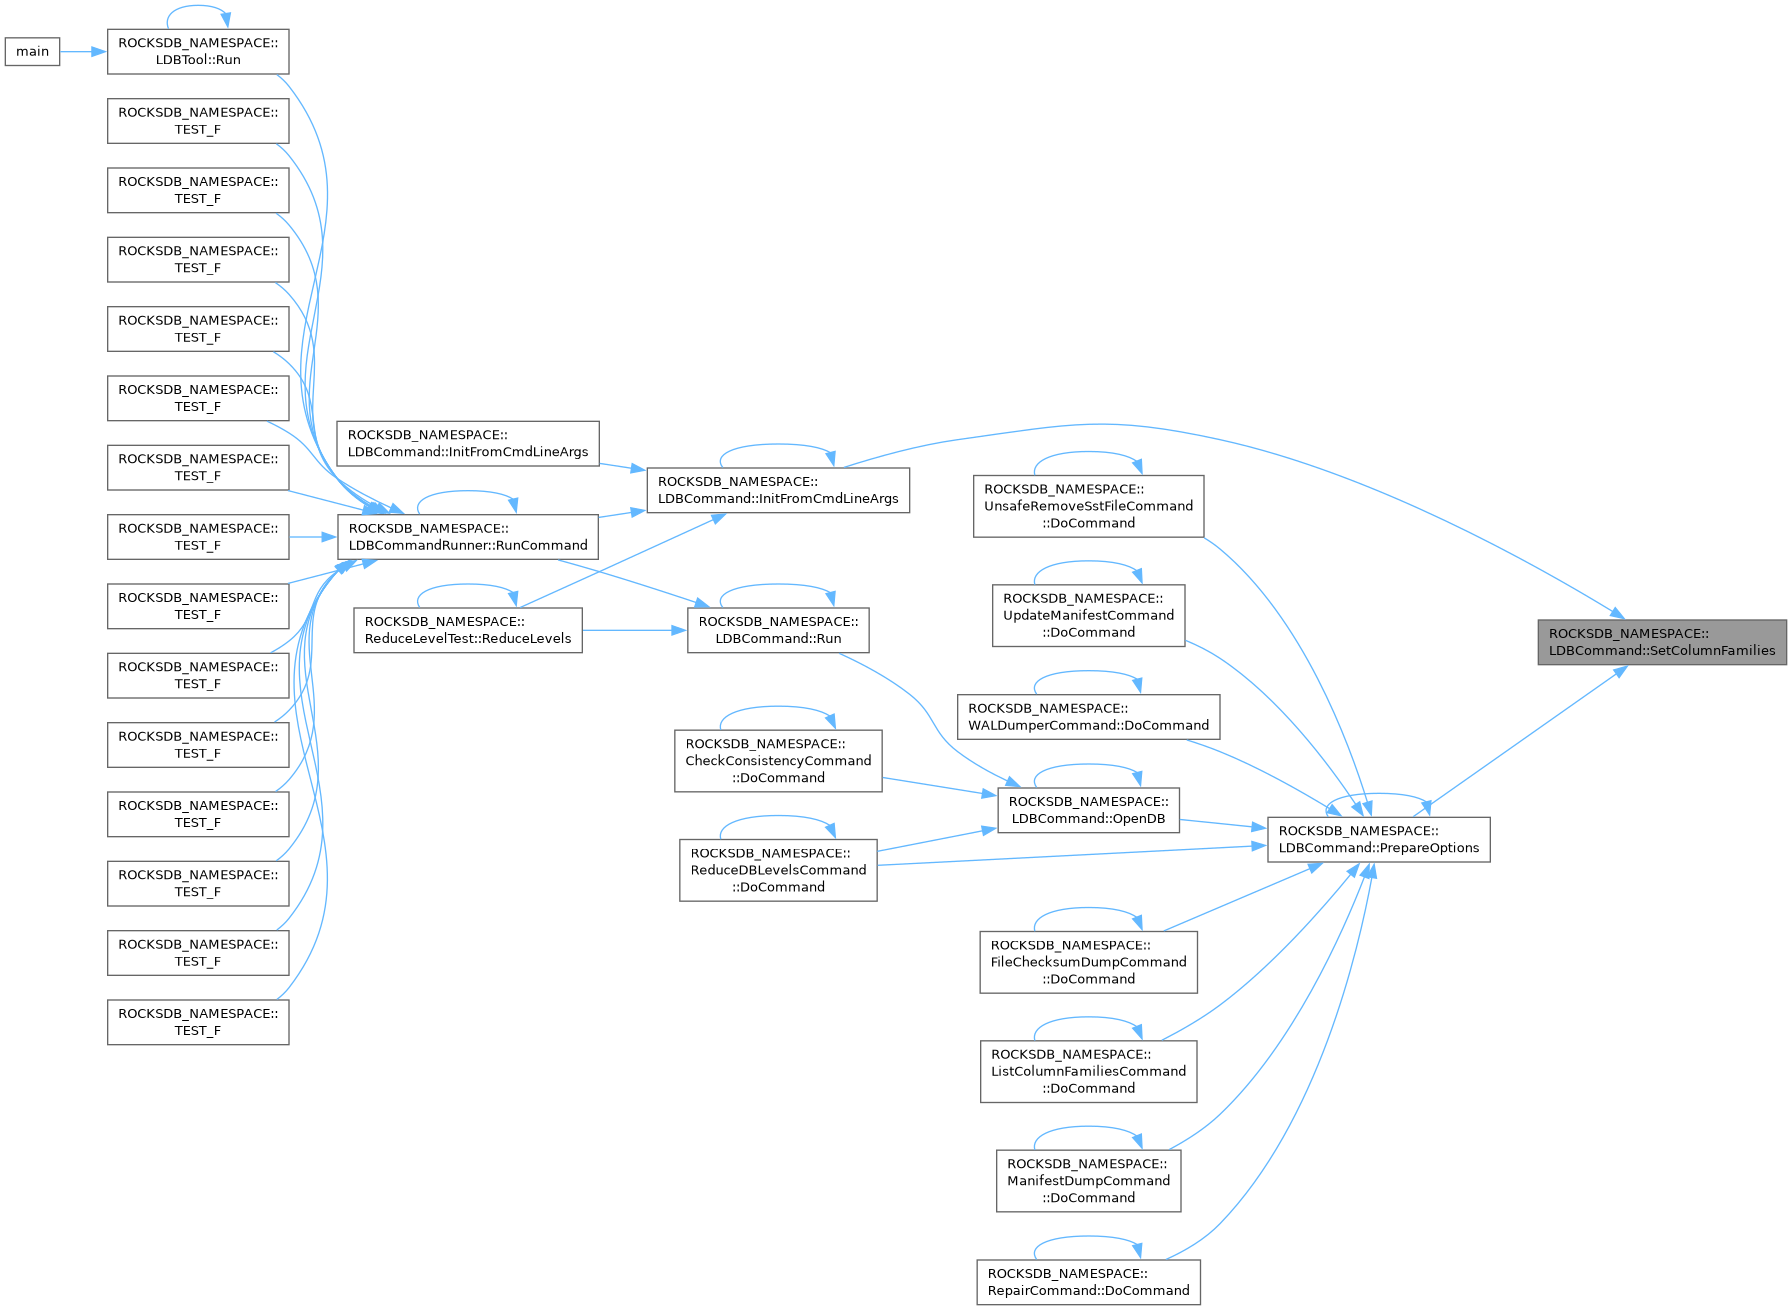 main
ROCKSDB_NAMESPACE::
LDBTool::Run
ROCKSDB_NAMESPACE::
TEST_F
ROCKSDB_NAMESPACE::
TEST_F
ROCKSDB_NAMESPACE::
TEST_F
ROCKSDB_NAMESPACE::
TEST_F
ROCKSDB_NAMESPACE::
TEST_F
ROCKSDB_NAMESPACE::
TEST_F
ROCKSDB_NAMESPACE::
TEST_F
ROCKSDB_NAMESPACE::
TEST_F
ROCKSDB_NAMESPACE::
TEST_F
ROCKSDB_NAMESPACE::
TEST_F
ROCKSDB_NAMESPACE::
TEST_F
ROCKSDB_NAMESPACE::
TEST_F
ROCKSDB_NAMESPACE::
TEST_F
ROCKSDB_NAMESPACE::
TEST_F
ROCKSDB_NAMESPACE::
LDBCommand::InitFromCmdLineArgs
ROCKSDB_NAMESPACE::
LDBCommandRunner::RunCommand
ROCKSDB_NAMESPACE::
ReduceLevelTest::ReduceLevels
ROCKSDB_NAMESPACE::
LDBCommand::InitFromCmdLineArgs
ROCKSDB_NAMESPACE::
LDBCommand::Run
ROCKSDB_NAMESPACE::
CheckConsistencyCommand
::DoCommand
ROCKSDB_NAMESPACE::
ReduceDBLevelsCommand
::DoCommand
ROCKSDB_NAMESPACE::
UnsafeRemoveSstFileCommand
::DoCommand
ROCKSDB_NAMESPACE::
UpdateManifestCommand
::DoCommand
ROCKSDB_NAMESPACE::
WALDumperCommand::DoCommand
ROCKSDB_NAMESPACE::
LDBCommand::OpenDB
ROCKSDB_NAMESPACE::
FileChecksumDumpCommand
::DoCommand
ROCKSDB_NAMESPACE::
ListColumnFamiliesCommand
::DoCommand
ROCKSDB_NAMESPACE::
ManifestDumpCommand
::DoCommand
ROCKSDB_NAMESPACE::
RepairCommand::DoCommand
ROCKSDB_NAMESPACE::
LDBCommand::PrepareOptions
ROCKSDB_NAMESPACE::
LDBCommand::SetColumnFamilies